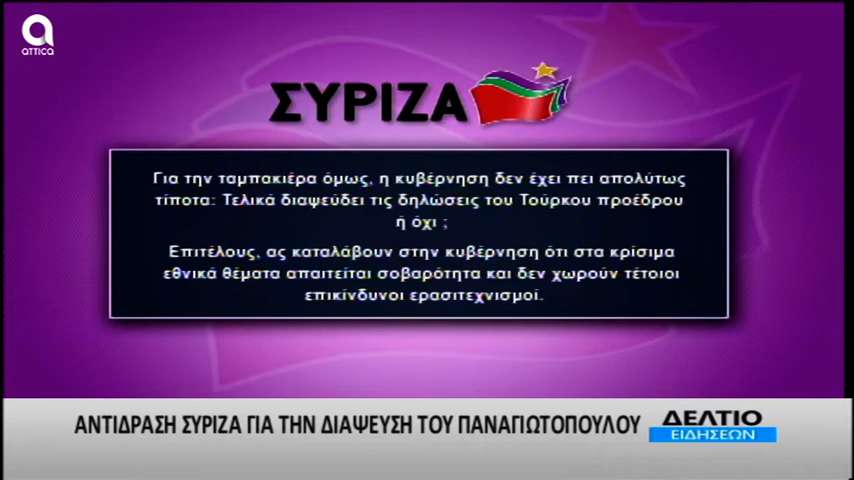 αττιca
ΣΥΡΙΖΑ
Για την ταμπακιέρα όμως, η κυβέρνηση δεν έχει πει απολύτως
τίποτα: Τελικά διαψεύδει τις δηλώσεις του Τούρκου προέδρου
ή όχι ;
Επιτέλους, ας καταλάβουν στην κυβέρνηση ότι στα κρίσιμα
εθνικά θέματα απαιτείται σοβαρότητα και δεν χωρούν τέτοιοι
επικίνδυνοι ερασιτεχνισμοί.
ΑΝΤΙΔΡΑΣΗ ΣΥΡΙΖΑ ΓΙΑ ΤΗΝ ΔΙΑΨΕΥΣΗ ΤΟΥ ΠΑΝΑΓΙΩΤΟΠΟΥΛΟΥ
ΔΕΛΤΙΟ
ΕΙΔΗΣΕΩΝ